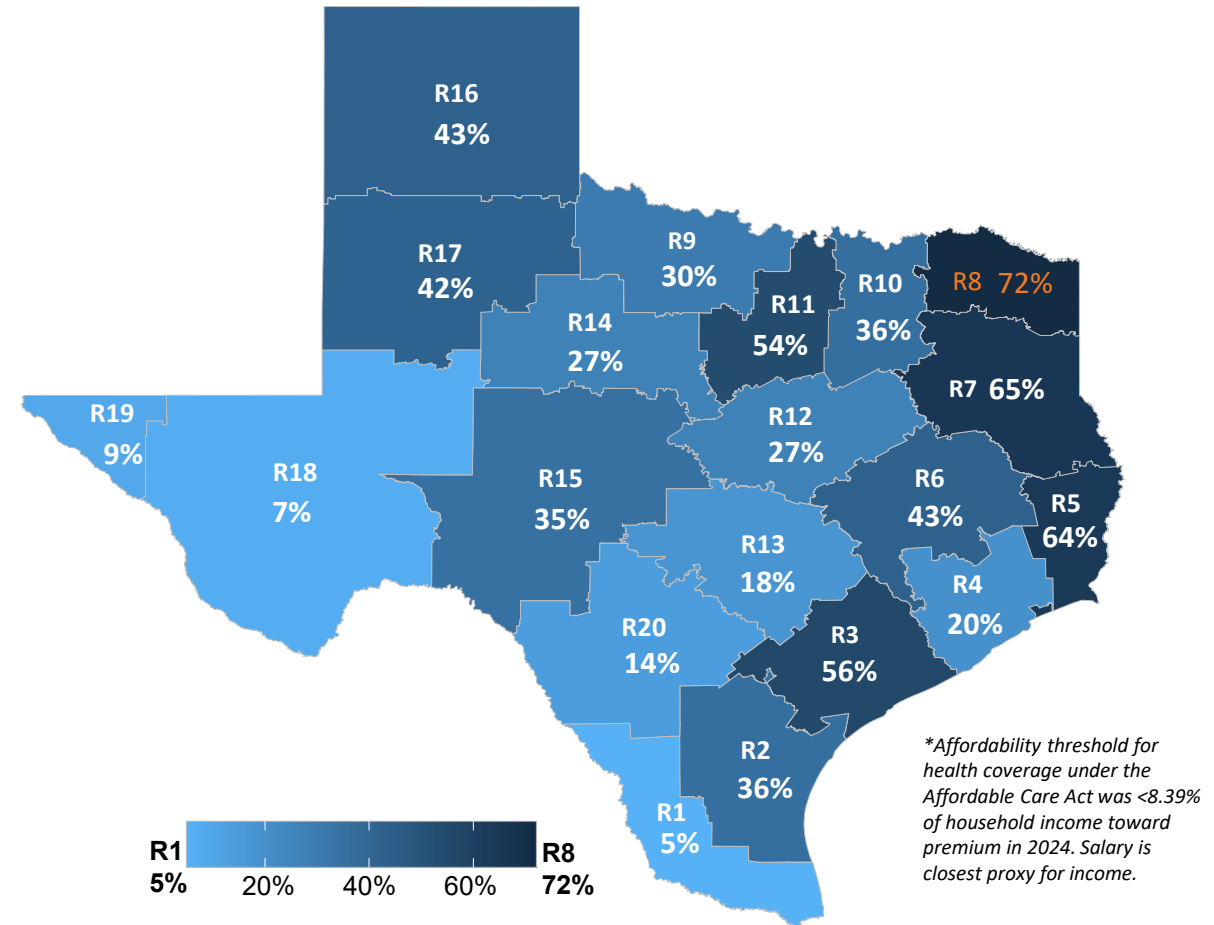 R16
43%
R17
42%
R9
30%
R11
54%
R10
36%
R8 72%
R14
27%
R7 65%
R19
9%
R12
27%
R18
7%
R15
35%
R6
43%
R5
64%
R13
18%
R4
20%
R20
14%
R3
56%
R2
36%
R1
5%
*Affordability threshold for
health coverage under the
Affordable Care Act was <8.39%
of household income toward
premium in 2024. Salary is
closest proxy for income.
R1
5%
20%
40%
60%
R8
72%